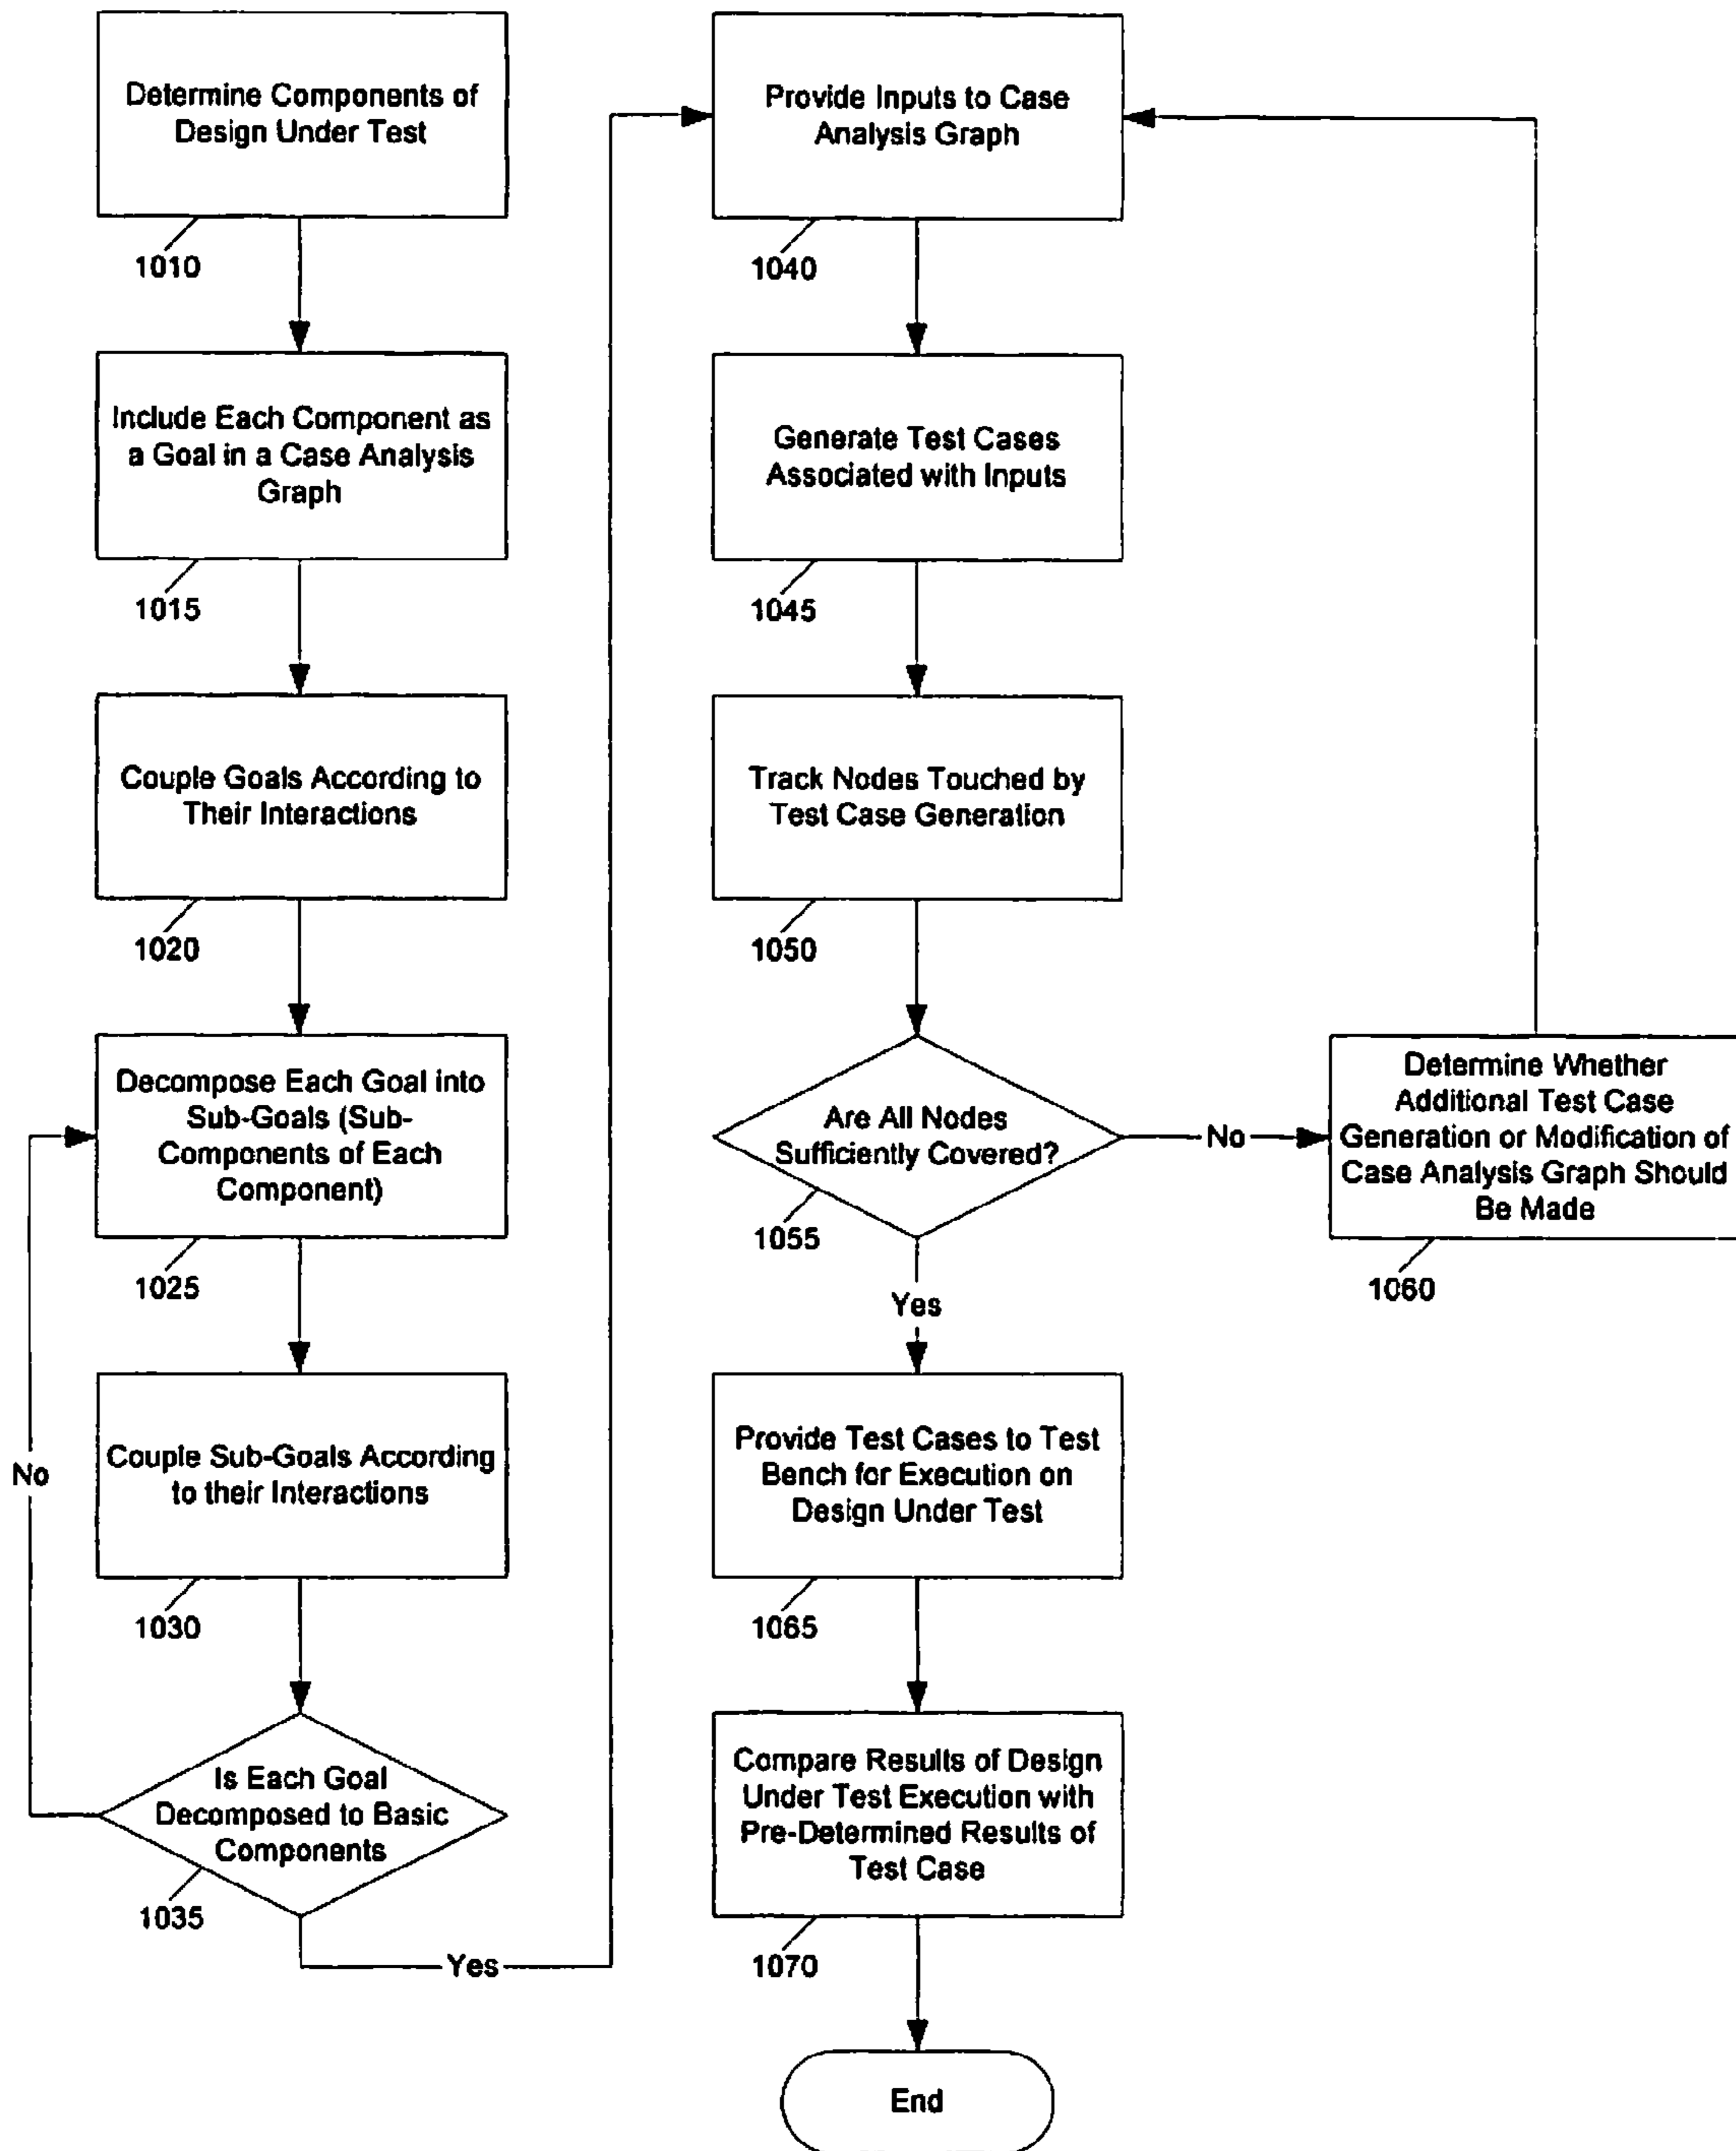 Determine Components of
Design Under Test
1010
Include Each Component as
a Goal in a Case Analysis
Graph
1015
Couple Goals According to
Their Interactions
1020
Decompose Each Goal into
Sub-Goals (Sub-
Components of Each
Component)
1025
Couple Sub-Goals According
to their Interactions
1030
No
Is Each Goal
Decomposed to Basic
Components
1035
Yes
Provide Inputs to Case
Analysis Graph
1040
Generate Test Cases
Associated with Inputs
1045
Track Nodes Touched by
Test Case Generation
1050
Are All Nodes
Sufficiently Covered?
1055
No
Determine Whether
Additional Test Case
Generation or Modification of
Case Analysis Graph Should
Be Made
1060
Yes
Provide Test Cases to Test
Bench for Execution on
Design Under Test
1065
Compare Results of Design
Under Test Execution with
Pre-Determined Results of
Test Case
1070
End